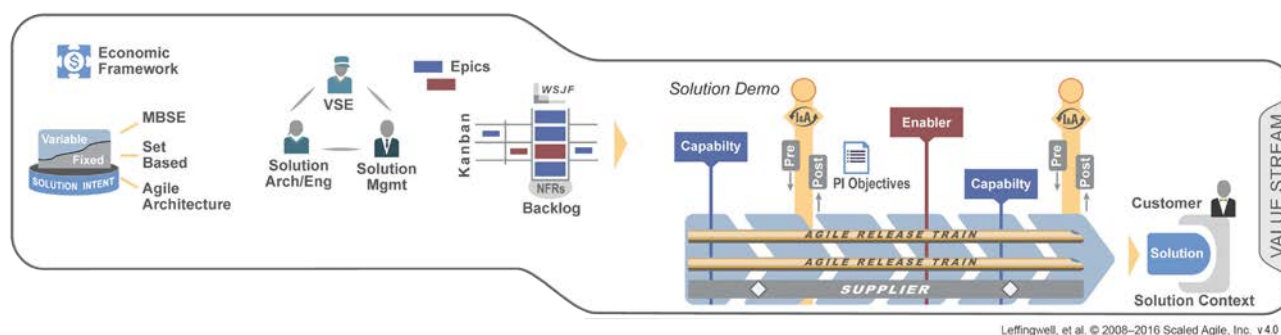 Economic
Framework
Variable
Fixed
SOLUTION INTENT
MBSE
Set
Based
Agile
Architecture
VSE
Solution
Arch/Eng
Solution
Mgmt
Epics
WSJF
Kanban
NFRs
Backlog
Solution Demo
Capabilty
I&A
Pre
Post
PI Objectives
Enabler
Capabilty
I&A
Pre
Post
AGILE RELEASE TRAIN
AGILE RELEASE TRAIN
SUPPLIER
Customer
Solution
Solution Context
VALUE STREAM
Leffingwell, et al. © 2008–2016 Scaled Agile, Inc. v 4.0